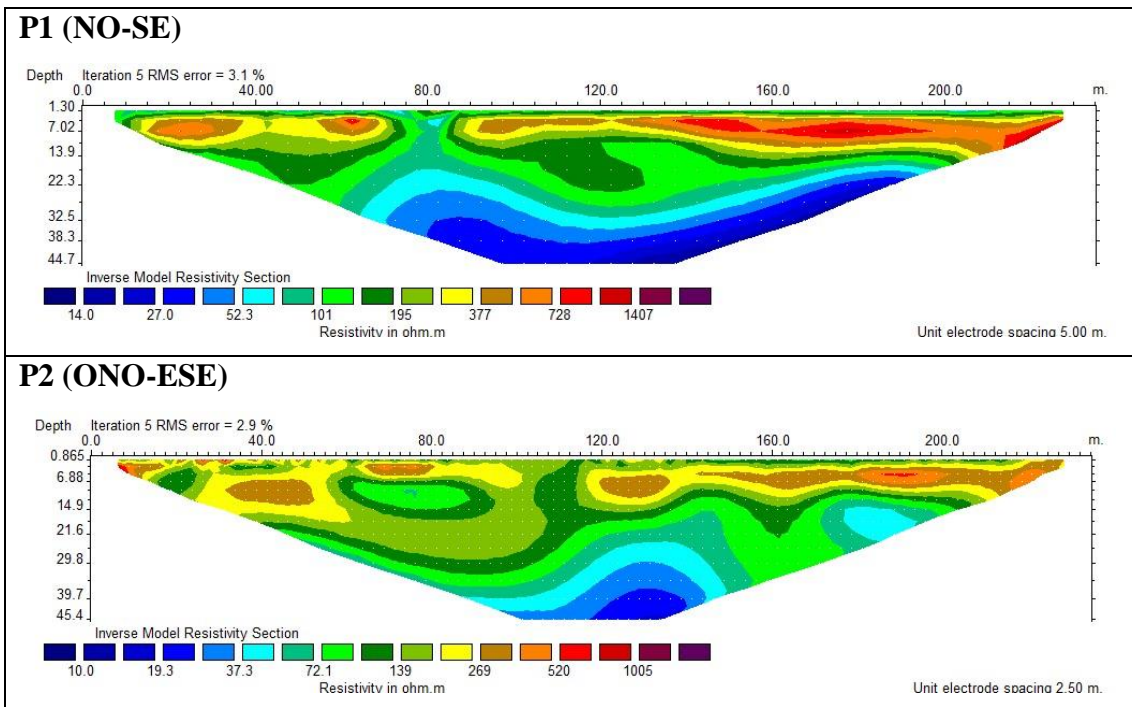 P1 (NO-SE)
Depth Iteration 5 RMS error = 3.1 %
0.0 40.00 80.0 120.0 160.0 200.0 m.
1.30
7.02
13.9
22.3
32.5
38.3
44.7
Inverse Model Resistivity Section
14.0 27.0 52.3 101 195 377 728 1407
Resistivity in ohm.m
Unit electrode spacing 5.00 m.
P2 (ONO-ESE)
Depth Iteration 5 RMS error = 2.9 %
0.0 40.0 80.0 120.0 160.0 200.0 m.
0.865
6.88
14.9
21.6
29.8
39.7
45.4
Inverse Model Resistivity Section
10.0 19.3 37.3 72.1 139 269 520 1005
Resistivity in ohm.m
Unit electrode spacing 2.50 m.